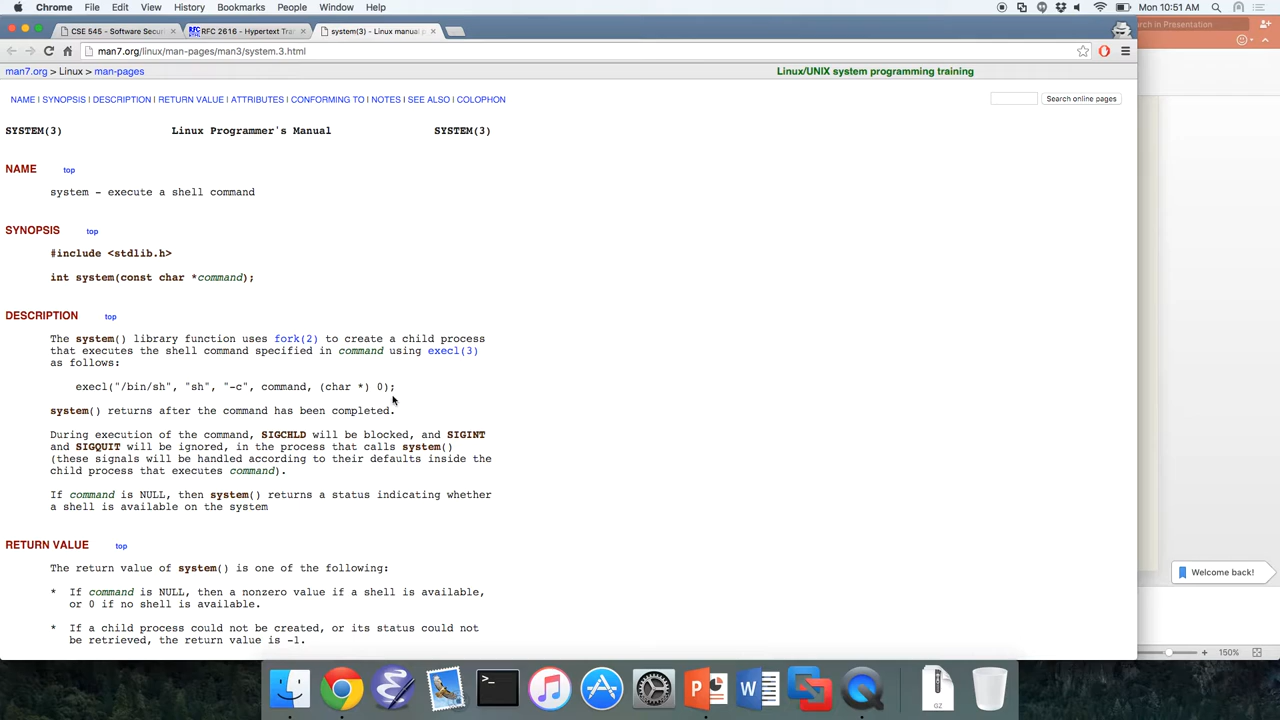 Chrome File Edit View History Bookmarks People Window Help Mon 10:51 AM
CSE 545 - Software Secur × RFC 2616 - Hypertext Tra × system(3) - Linux manual × rch in Presentation
man7.org/linux/man-pages/man3/system.3.html
man7.org > Linux > man-pages Linux/UNIX system programming training
NAME | SYNOPSIS | DESCRIPTION | RETURN VALUE | ATTRIBUTES | CONFORMING TO | NOTES | SEE ALSO | COLOPHON Search online pages
SYSTEM(3) Linux Programmer's Manual SYSTEM(3)
NAME top
system - execute a shell command
SYNOPSIS top
#include <stdlib.h>
int system(const char *command);
DESCRIPTION top
The system() library function uses fork(2) to create a child process
that executes the shell command specified in command using execl(3)
as follows:
execl("/bin/sh", "sh", "-c", command, (char *) 0);
system() returns after the command has been completed.
During execution of the command, SIGCHLD will be blocked, and SIGINT
and SIGQUIT will be ignored, in the process that calls system()
(these signals will be handled according to their defaults inside the
child process that executes command).
If command is NULL, then system() returns a status indicating whether
a shell is available on the system
Welcome back!
RETURN VALUE top
The return value of system() is one of the following:
* If command is NULL, then a nonzero value if a shell is available,
or 0 if no shell is available.
* If a child process could not be created, or its status could not
be retrieved, the return value is -1.
150%
>_
P
W
GZ